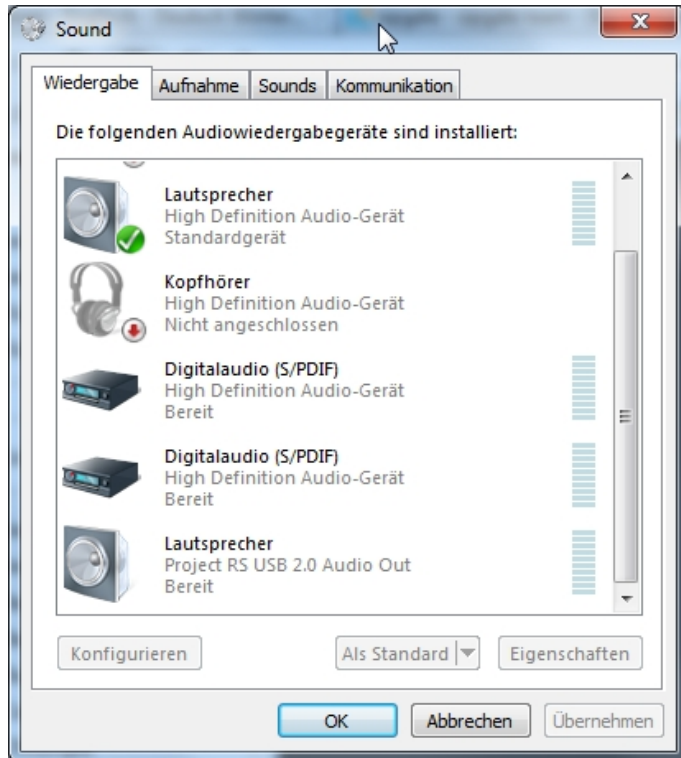 Sound
Wiedergabe Aufnahme Sounds Kommunikation
Die folgenden Audiowiedergabegeräte sind installiert:
Lautsprecher
High Definition Audio-Gerät
Standardgerät
Kopfhörer
High Definition Audio-Gerät
Nicht angeschlossen
Digitalaudio (S/PDIF)
High Definition Audio-Gerät
Bereit
Digitalaudio (S/PDIF)
High Definition Audio-Gerät
Bereit
Lautsprecher
Project RS USB 2.0 Audio Out
Bereit
Konfigurieren Als Standard Eigenschaften
OK Abbrechen Übernehmen